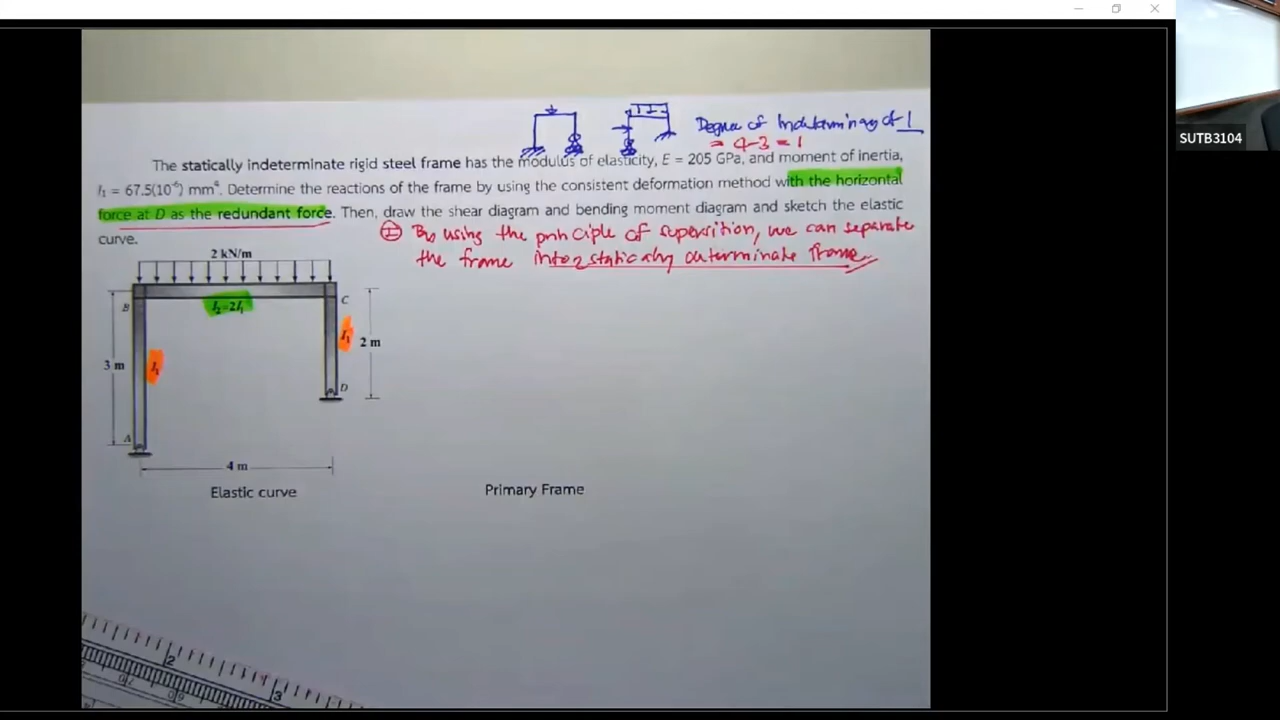 Degree of Indeterminacy of 1
= 4-3 = 1
The statically indeterminate rigid steel frame has the modulus of elasticity, E = 205 GPa, and moment of inertia,
I₁ = 67.5(10⁻⁶) mm⁴. Determine the reactions of the frame by using the consistent deformation method with the horizontal
force at D as the redundant force. Then, draw the shear diagram and bending moment diagram and sketch the elastic
curve.
I By using the principle of superposition, we can separate
the frame into 2 statically determinate frame
2 kN/m
B
I₂=2I₁
C
3 m
I₁
I₁
2 m
D
A
4 m
Elastic curve
Primary Frame
2
3
SUTB3104